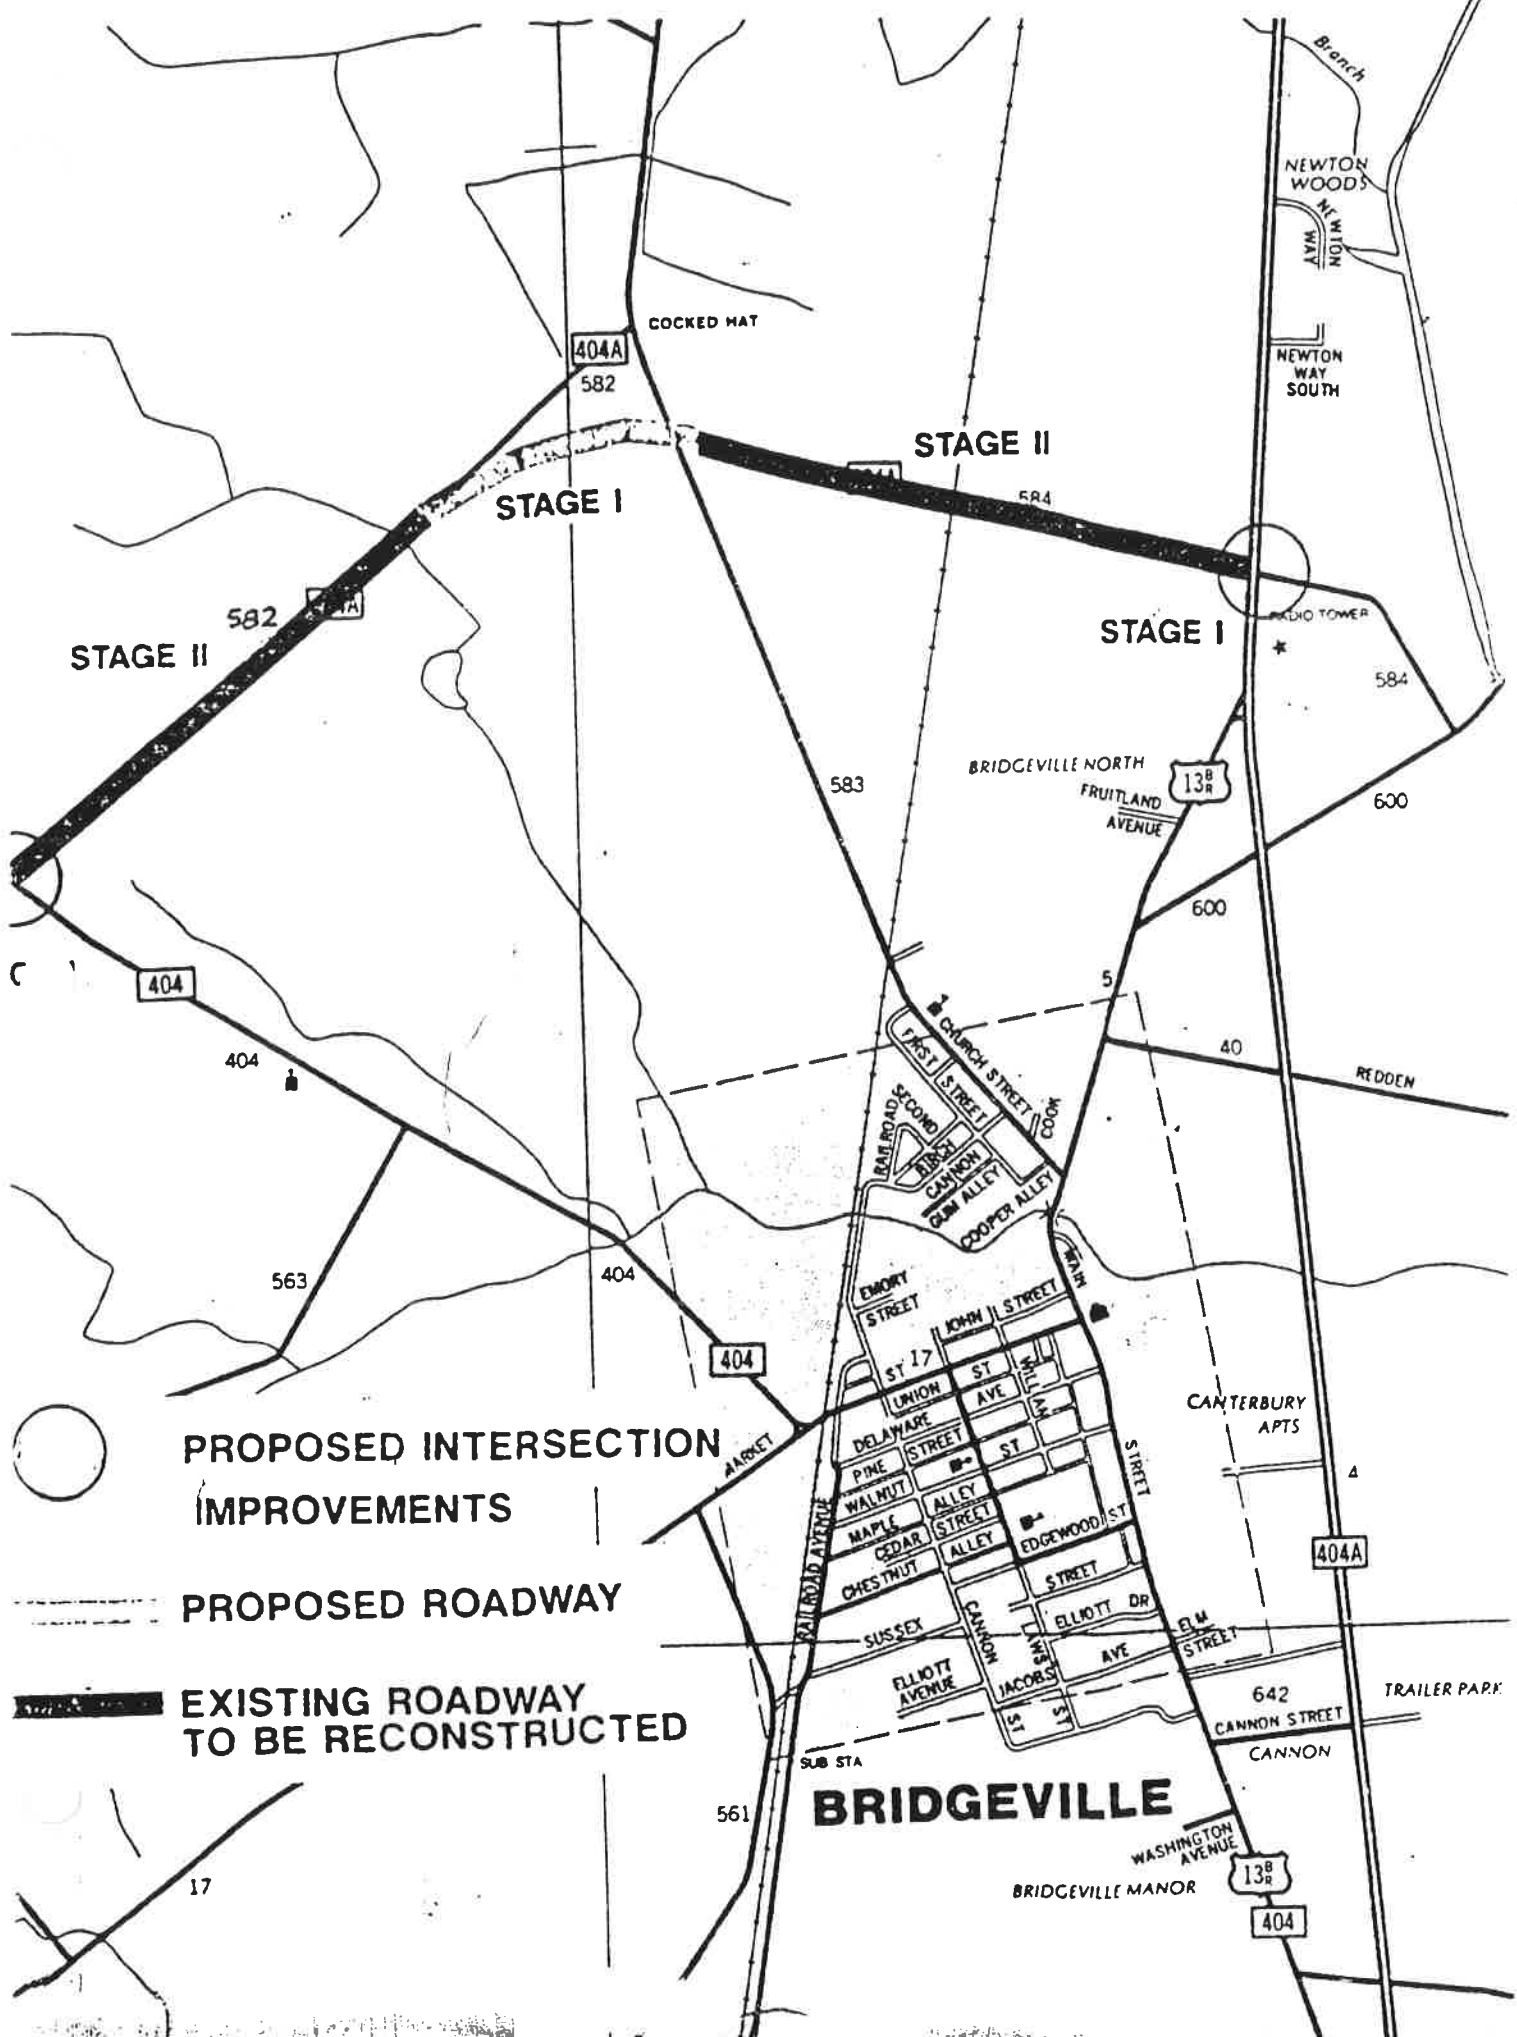 Branch
NEWTON
WOODS
NEWTON
WAY
COCKED HAT
404A
582
NEWTON
WAY
SOUTH
STAGE II
584
STAGE I
582
STAGE II
RADIO TOWER
STAGE I
584
BRIDGEVILLE NORTH
13 B
R
FRUITLAND
AVENUE
583
600
600
404
5
404
CHURCH STREET
FIRST
STREET
40
REDDEN
SECOND
COOK
RAILROAD
BIRCH
CANNON
GUM ALLEY
COOPER ALLEY
563
404
MAIN
EMORY
STREET
JOHN
STREET
404
ST
17
ST
WILLIAM
UNION
AVE
CANTERBURY
APTS
DELAWARE
STREET
MARKET
PINE
ST
STREET
WALNUT
ALLEY
MAPLE
STREET
EDGEWOOD ST
CEDAR
ALLEY
CHESTNUT
STREET
RAILROAD AVENUE
404A
PROPOSED INTERSECTION
IMPROVEMENTS
PROPOSED ROADWAY
EXISTING ROADWAY
TO BE RECONSTRUCTED
SUSSEX
CANNON
ST
LAWS
ST
ELLIOTT DR
ELM
STREET
AVE
JACOBS
ELLIOTT
AVENUE
642
TRAILER PARK
CANNON STREET
CANNON
SUB STA
BRIDGEVILLE
561
WASHINGTON
AVENUE
BRIDGEVILLE MANOR
13 B
R
404
17